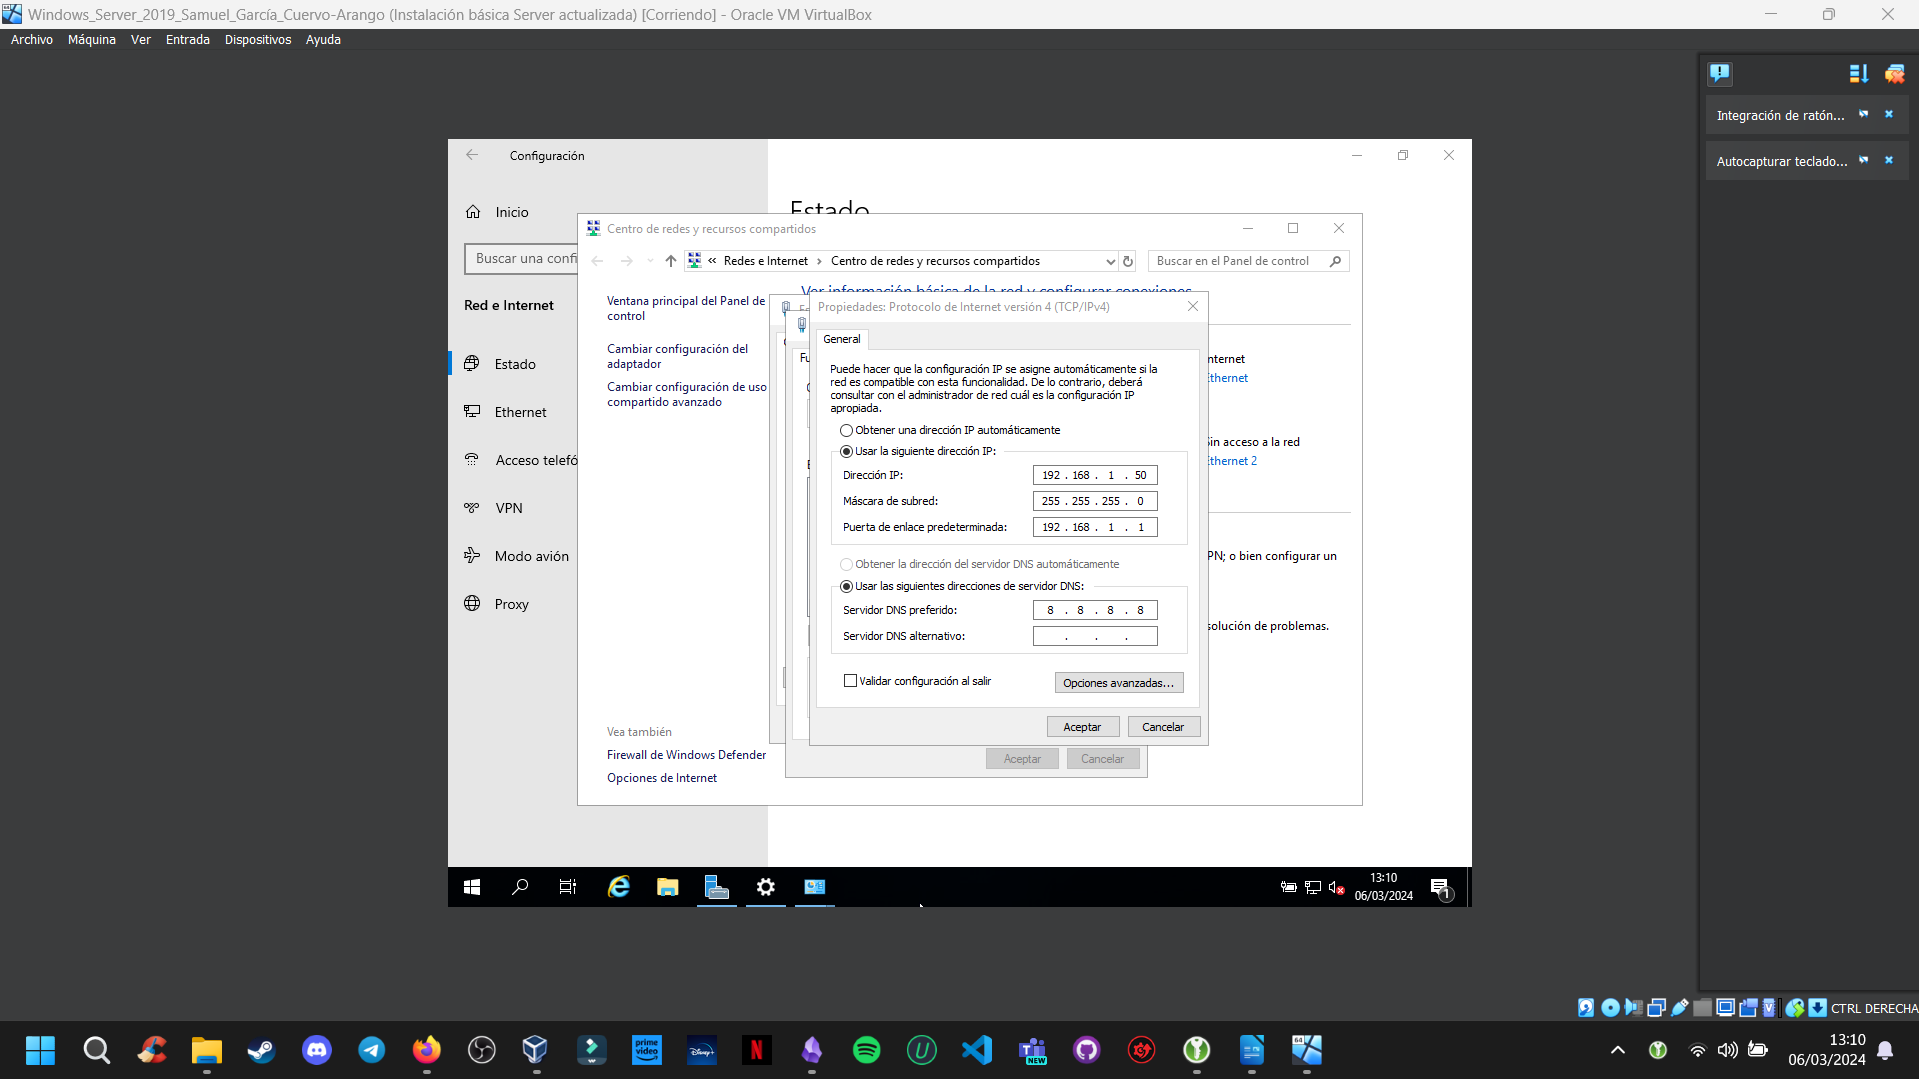 Windows_Server_2019_Samuel_García_Cuervo-Arango (Instalación básica Server actualizada) [Corriendo] - Oracle VM VirtualBox
Archivo Máquina Ver Entrada Dispositivos Ayuda
Integración de ratón...
Autocapturar teclado...
Configuración
Inicio
Estado
Buscar una confi
Red e Internet
Estado
Ethernet
Acceso telefó
VPN
Modo avión
Proxy
Centro de redes y recursos compartidos
« Redes e Internet › Centro de redes y recursos compartidos
Buscar en el Panel de control
Ventana principal del Panel de
control
Cambiar configuración del
adaptador
Cambiar configuración de uso
compartido avanzado
Ver información básica de la red y configurar conexiones
Propiedades: Protocolo de Internet versión 4 (TCP/IPv4)
General
Fu
Puede hacer que la configuración IP se asigne automáticamente si la
red es compatible con esta funcionalidad. De lo contrario, deberá
consultar con el administrador de red cuál es la configuración IP
apropiada.
Obtener una dirección IP automáticamente
Usar la siguiente dirección IP:
Dirección IP: 192 . 168 . 1 . 50
Máscara de subred: 255 . 255 . 255 . 0
Puerta de enlace predeterminada: 192 . 168 . 1 . 1
Obtener la dirección del servidor DNS automáticamente
Usar las siguientes direcciones de servidor DNS:
Servidor DNS preferido: 8 . 8 . 8 . 8
Servidor DNS alternativo: . . .
Validar configuración al salir
Opciones avanzadas...
Aceptar Cancelar
Aceptar Cancelar
nternet
Ethernet
Sin acceso a la red
Ethernet 2
PN; o bien configurar un
solución de problemas.
Vea también
Firewall de Windows Defender
Opciones de Internet
13:10
06/03/2024
1
CTRL DERECHA
prime
video
Disney+
N
NEW
64
13:10
06/03/2024